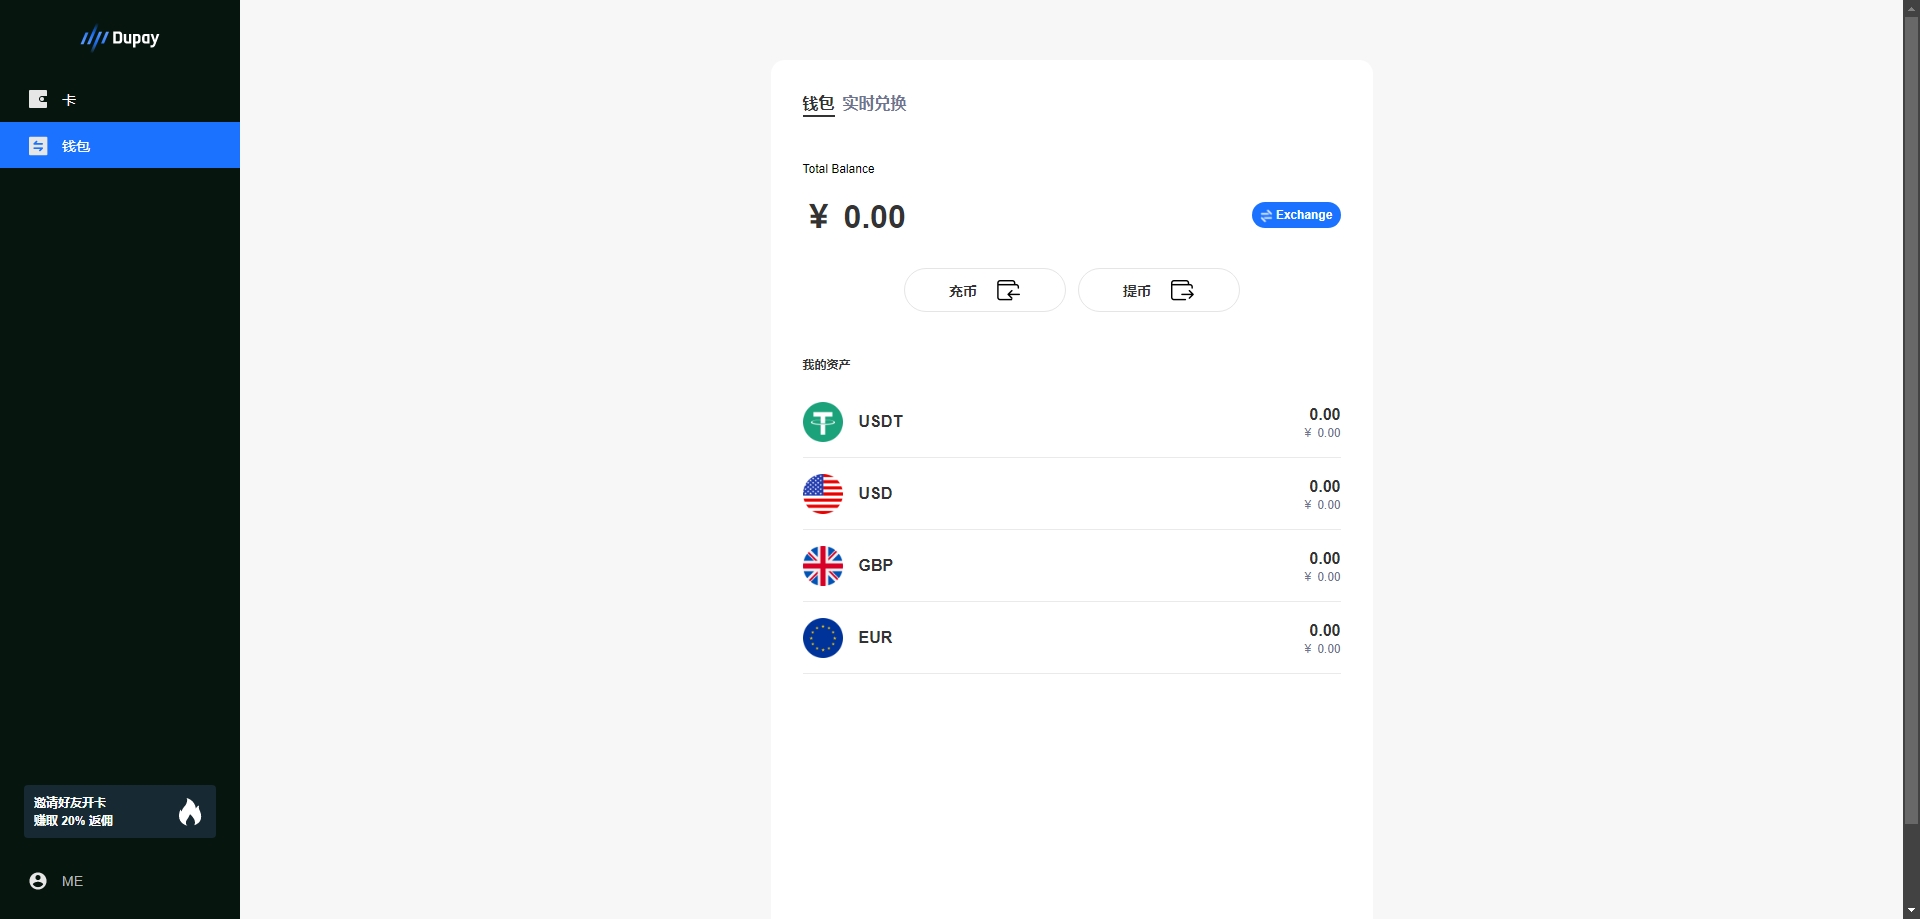 Dupay
卡
钱包
邀请好友开卡
赚取 20% 返佣
ME
钱包 实时兑换
Total Balance
¥ 0.00
Exchange
充币
提币
我的资产
USDT
0.00
¥ 0.00
USD
0.00
¥ 0.00
GBP
0.00
¥ 0.00
EUR
0.00
¥ 0.00